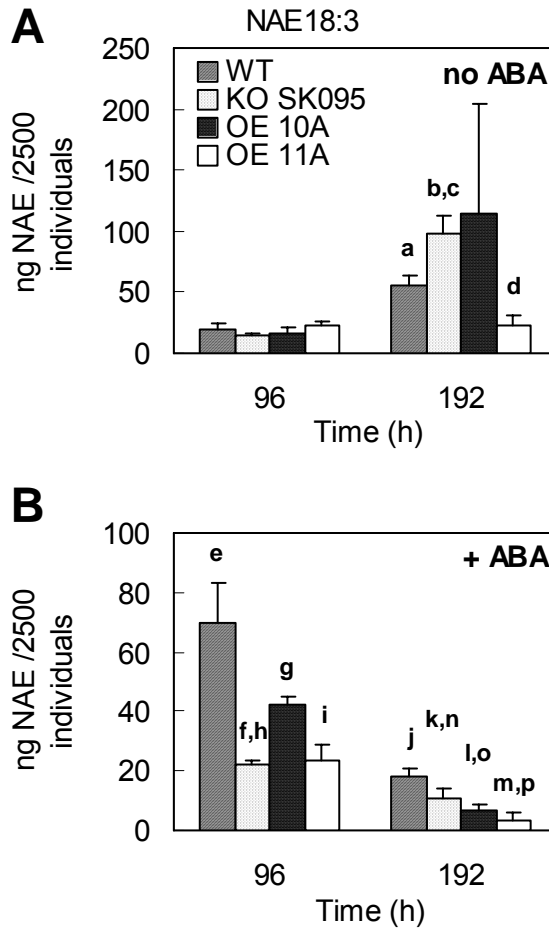 A
NAE18:3
ng NAE /2500
individuals
250
200
150
100
50
0
WT
KO SK095
OE 10A
OE 11A
no ABA
a
b,c
d
96
192
Time (h)
B
ng NAE /2500
individuals
100
80
60
40
20
0
+ ABA
e
f,h
g
i
j
k,n
l,o
m,p
96
192
Time (h)